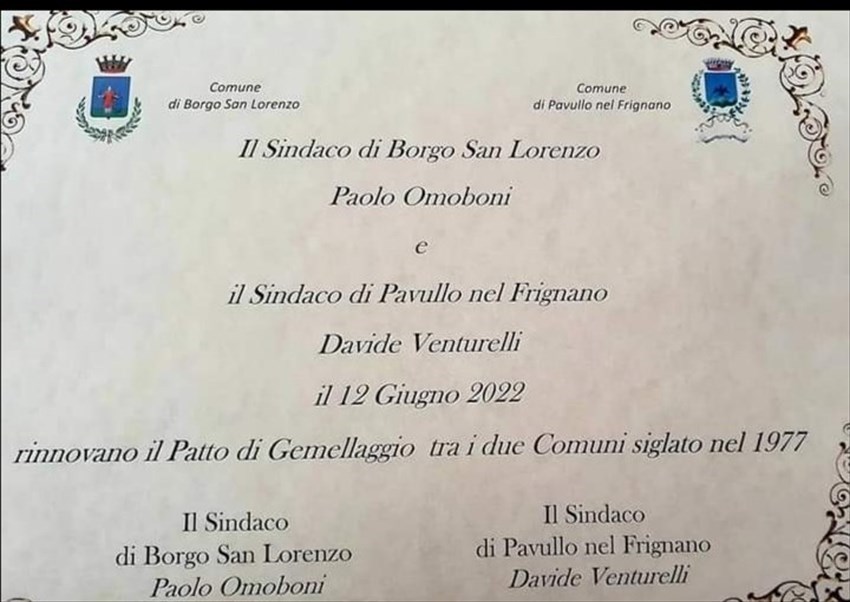 Comune
di Borgo San Lorenzo
Comune
di Pavullo nel Frignano
Il Sindaco di Borgo San Lorenzo
Paolo Omoboni
e
il Sindaco di Pavullo nel Frignano
Davide Venturelli
il 12 Giugno 2022
rinnovano il Patto di Gemellaggio tra i due Comuni siglato nel 1977
Il Sindaco
di Borgo San Lorenzo
Paolo Omoboni
Il Sindaco
di Pavullo nel Frignano
Davide Venturelli